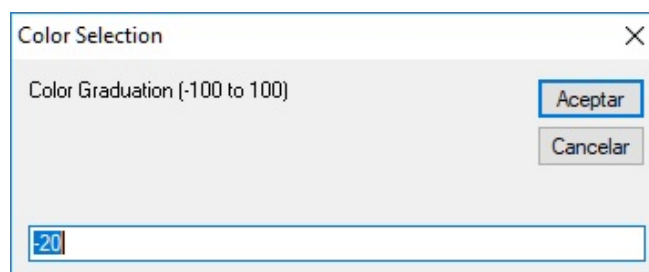 Color Selection
Color Graduation (-100 to 100)
Aceptar
Cancelar
-20